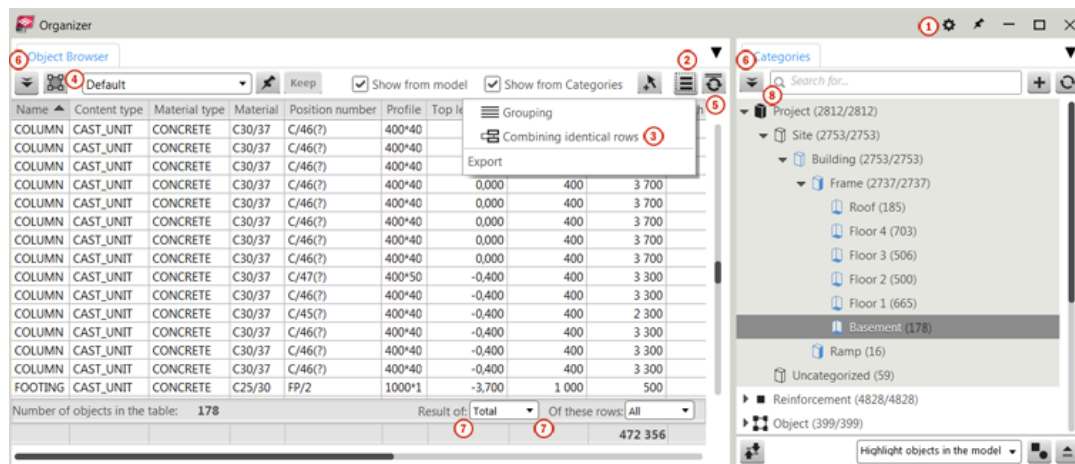 Organizer
1
6 Object Browser
2
6 Categories
4 Default
Keep
Show from model
Show from Categories
5
Search for...
8
Name Content type Material type Material Position number Profile Top le h
Grouping
Combining identical rows 3
Export
COLUMN CAST_UNIT CONCRETE C30/37 C/46(?) 400*40
COLUMN CAST_UNIT CONCRETE C30/37 C/46(?) 400*40
COLUMN CAST_UNIT CONCRETE C30/37 C/46(?) 400*40
COLUMN CAST_UNIT CONCRETE C30/37 C/46(?) 400*40 0,000 400 3 700
COLUMN CAST_UNIT CONCRETE C30/37 C/46(?) 400*40 0,000 400 3 700
COLUMN CAST_UNIT CONCRETE C30/37 C/46(?) 400*40 0,000 400 3 700
COLUMN CAST_UNIT CONCRETE C30/37 C/46(?) 400*40 0,000 400 3 700
COLUMN CAST_UNIT CONCRETE C30/37 C/46(?) 400*40 0,000 400 3 700
COLUMN CAST_UNIT CONCRETE C30/37 C/47(?) 400*50 -0,400 400 3 300
COLUMN CAST_UNIT CONCRETE C30/37 C/46(?) 400*40 -0,400 400 3 300
COLUMN CAST_UNIT CONCRETE C30/37 C/45(?) 400*40 -0,400 400 2 300
COLUMN CAST_UNIT CONCRETE C30/37 C/46(?) 400*40 -0,400 400 3 300
COLUMN CAST_UNIT CONCRETE C30/37 C/46(?) 400*40 -0,400 400 3 300
COLUMN CAST_UNIT CONCRETE C30/37 C/46(?) 400*40 -0,400 400 3 300
FOOTING CAST_UNIT CONCRETE C25/30 FP/2 1000*1 -3,700 1 000 500
Number of objects in the table: 178
Result of: Total
Of these rows: All
7
7
472 356
Project (2812/2812)
Site (2753/2753)
Building (2753/2753)
Frame (2737/2737)
Roof (185)
Floor 4 (703)
Floor 3 (506)
Floor 2 (500)
Floor 1 (665)
Basement (178)
Ramp (16)
Uncategorized (59)
Reinforcement (4828/4828)
Object (399/399)
Highlight objects in the model